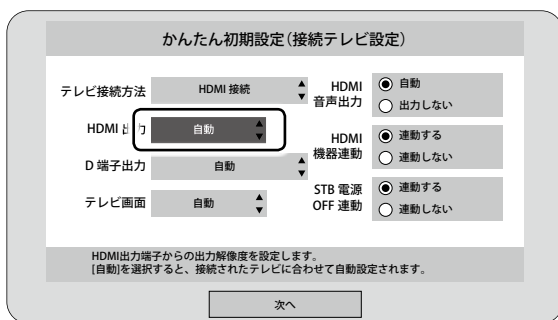 かんたん初期設定(接続テレビ設定)
テレビ接続方法 HDMI 接続
HDMI 出力 自動
D 端子出力 自動
テレビ画面 自動
HDMI 音声出力
自動
出力しない
HDMI 機器連動
連動する
連動しない
STB 電源 OFF 連動
連動する
連動しない
HDMI出力端子からの出力解像度を設定します。
[自動]を選択すると、接続されたテレビに合わせて自動設定されます。
次へ